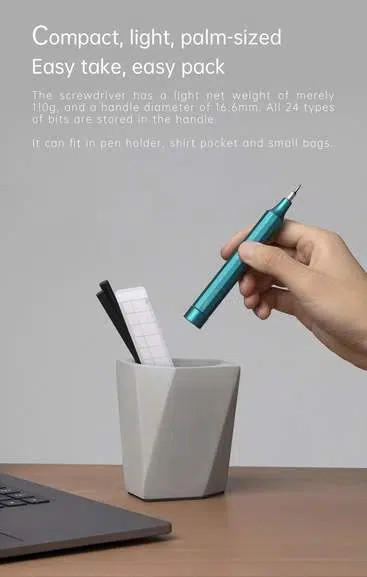 Compact, light, palm-sized
Easy take, easy pack
The screwdriver has a light net weight of merely
110g, and a handle diameter of 16.6mm. All 24 types
of bits are stored in the handle.
It can fit in pen holder, shirt pocket and small bags.